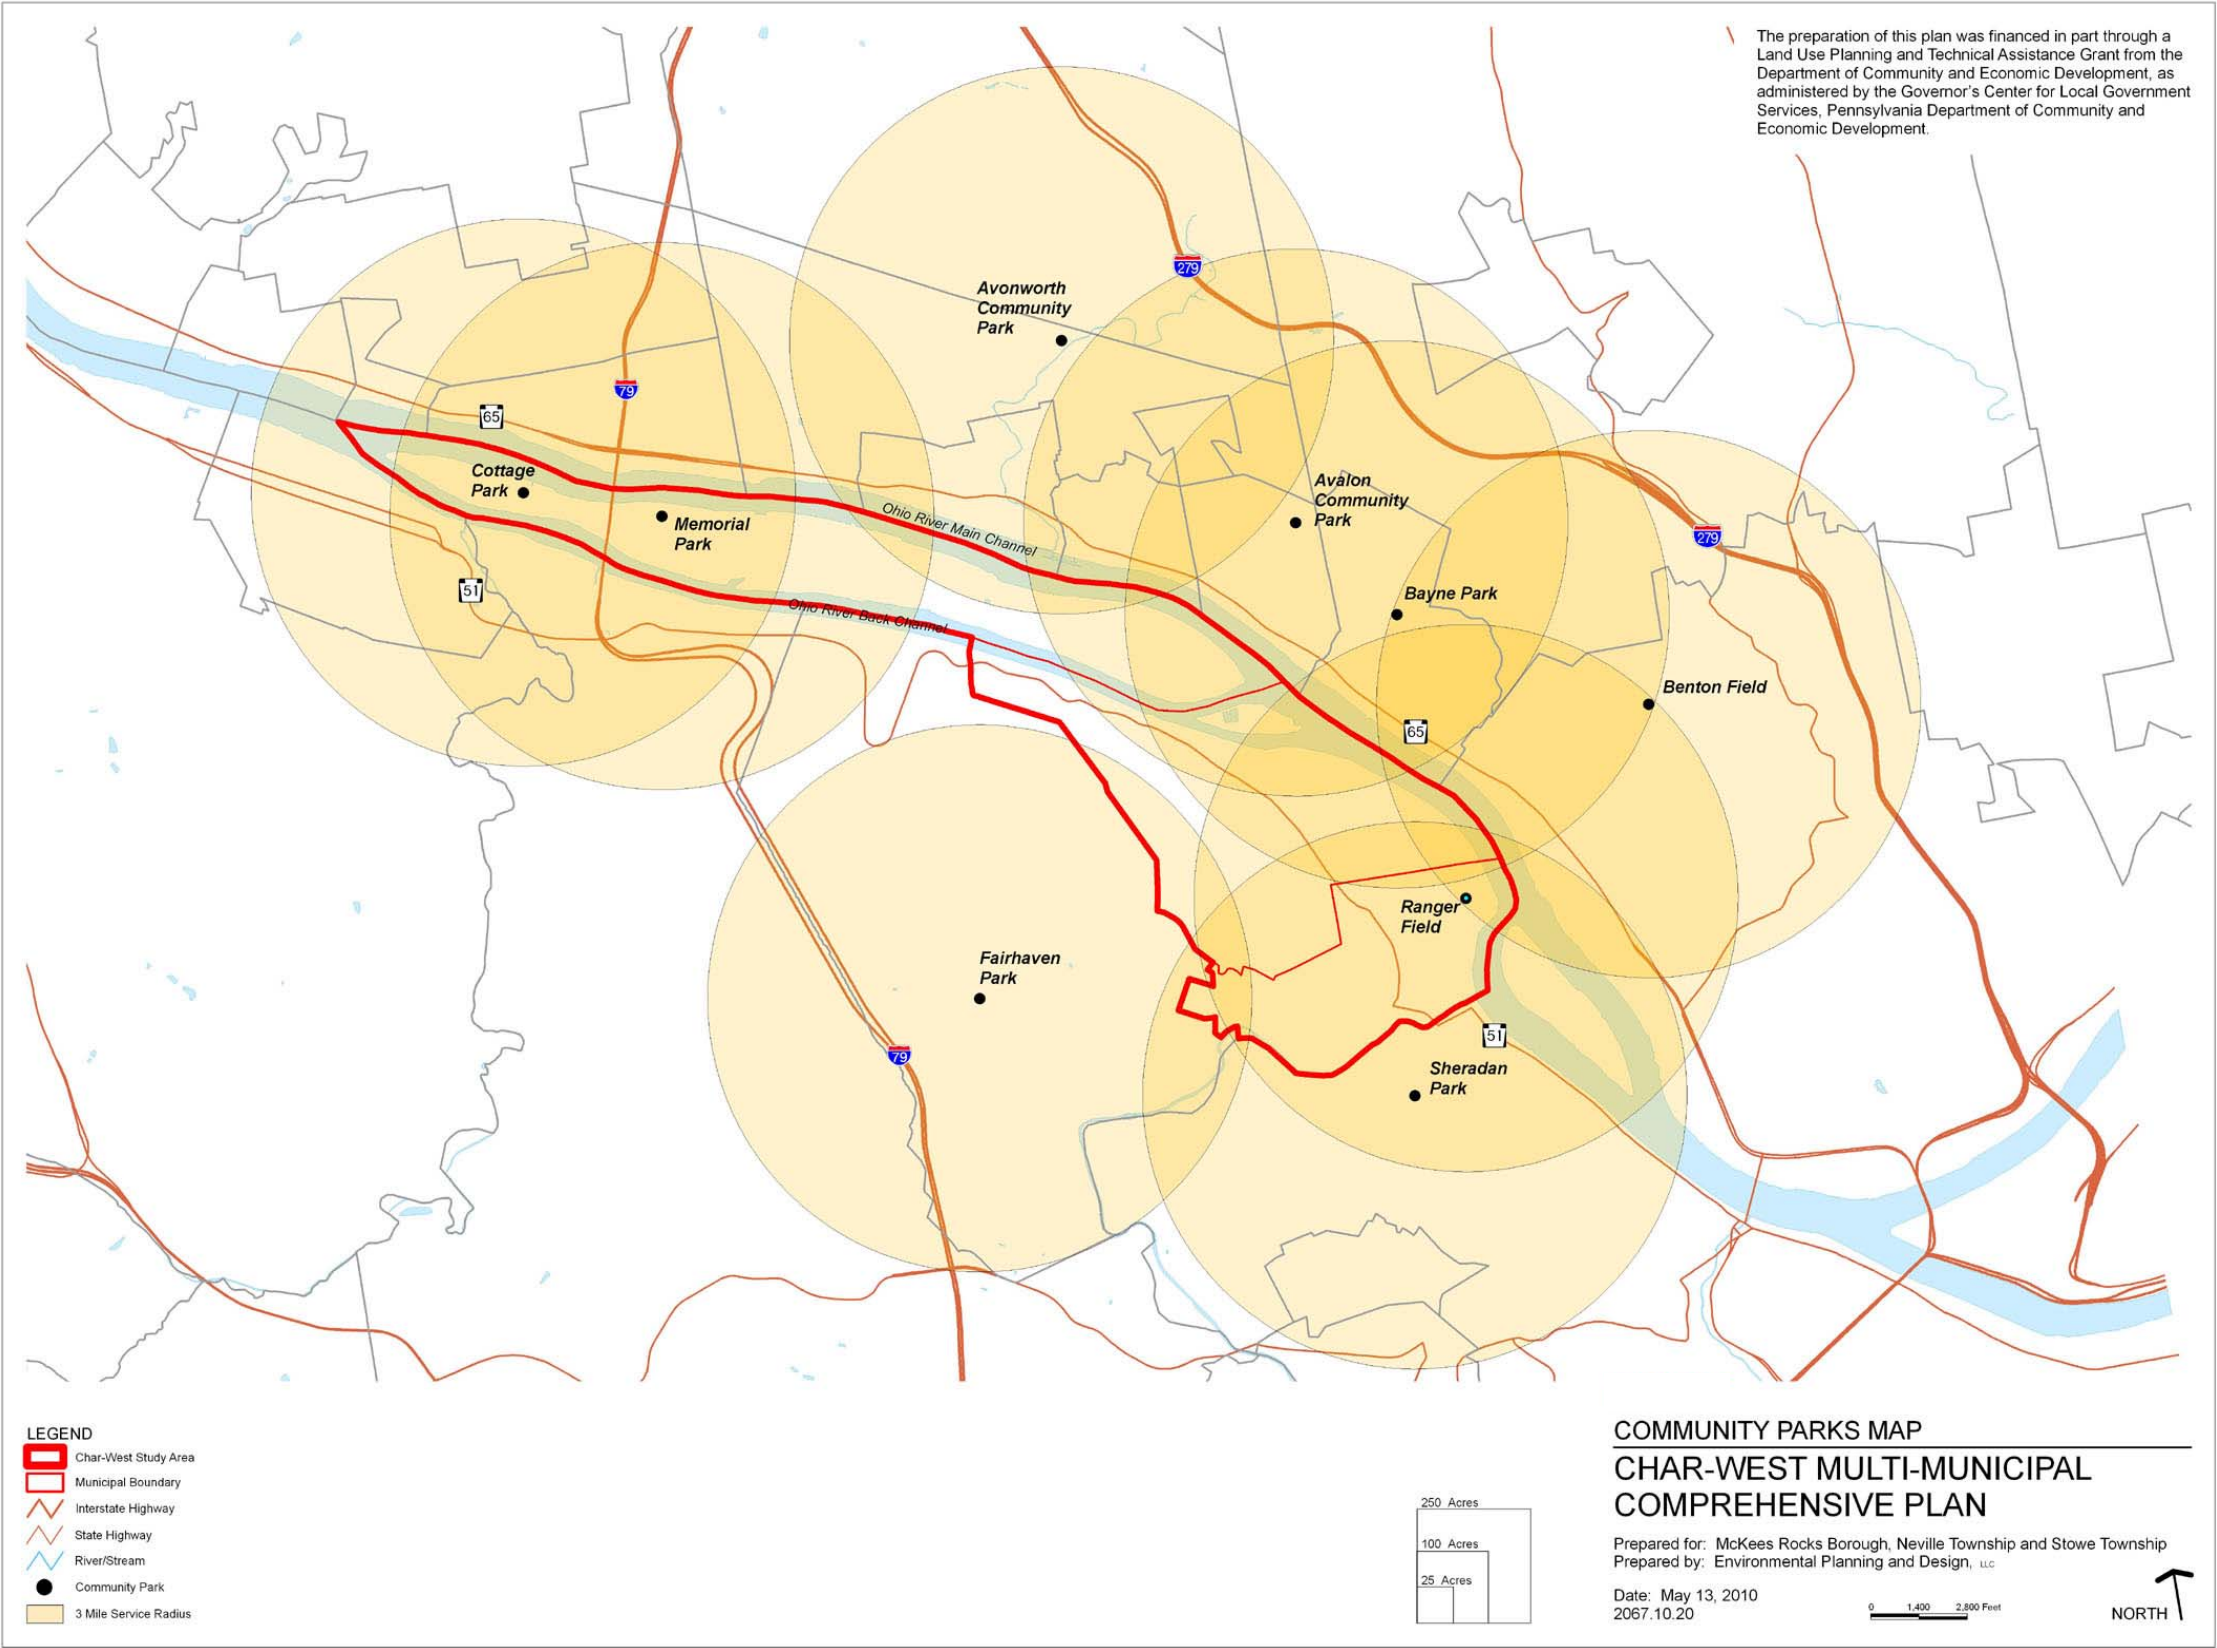 The preparation of this plan was financed in part through a
Land Use Planning and Technical Assistance Grant from the
Department of Community and Economic Development, as
administered by the Governor's Center for Local Government
Services, Pennsylvania Department of Community and
Economic Development.
279
Avonworth
Community
Park
79
65
Cottage
Park
Memorial
Park
Ohio River Main Channel
Avalon
Community
Park
279
51
Ohio River Back Channel
Bayne Park
Benton Field
65
Ranger
Field
Fairhaven
Park
51
79
Sheradan
Park
LEGEND
Char-West Study Area
Municipal Boundary
Interstate Highway
State Highway
River/Stream
Community Park
3 Mile Service Radius
250 Acres
100 Acres
25 Acres
COMMUNITY PARKS MAP
CHAR-WEST MULTI-MUNICIPAL
COMPREHENSIVE PLAN
Prepared for: McKees Rocks Borough, Neville Township and Stowe Township
Prepared by: Environmental Planning and Design, LLC
Date: May 13, 2010
2067.10.20
0 1,400 2,800 Feet
NORTH